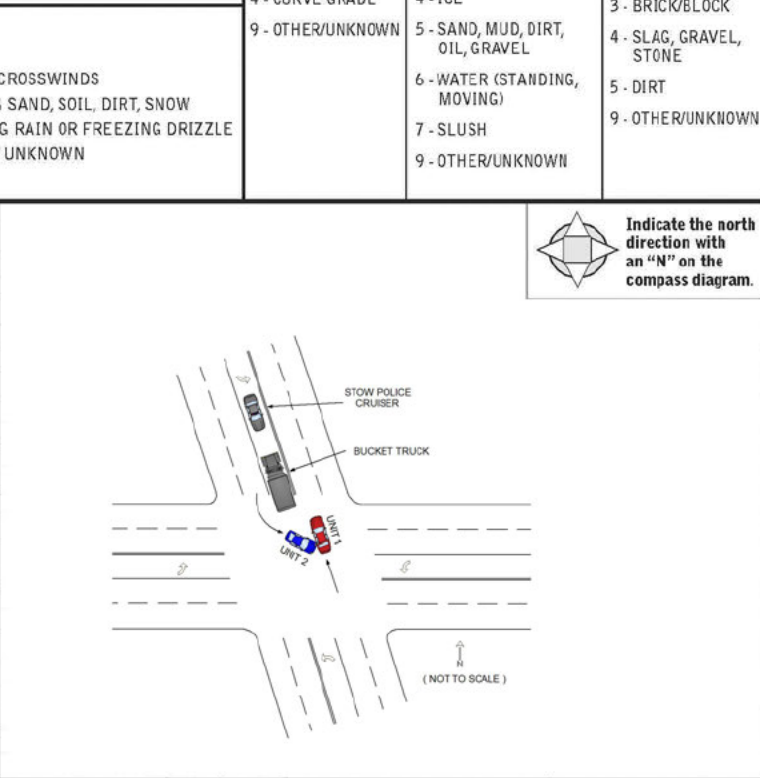 9 - OTHER/UNKNOWN
5 - SAND, MUD, DIRT,
OIL, GRAVEL
6 - WATER (STANDING,
MOVING)
7 - SLUSH
9 - OTHER/UNKNOWN
3 - BRICK/BLOCK
4 - SLAG, GRAVEL,
STONE
5 - DIRT
9 - OTHER/UNKNOWN
CROSSWINDS
SAND, SOIL, DIRT, SNOW
G RAIN OR FREEZING DRIZZLE
UNKNOWN
Indicate the north
direction with
an “N” on the
compass diagram.
STOW POLICE
CRUISER
BUCKET TRUCK
UNIT 1
UNIT 2
N
( NOT TO SCALE )